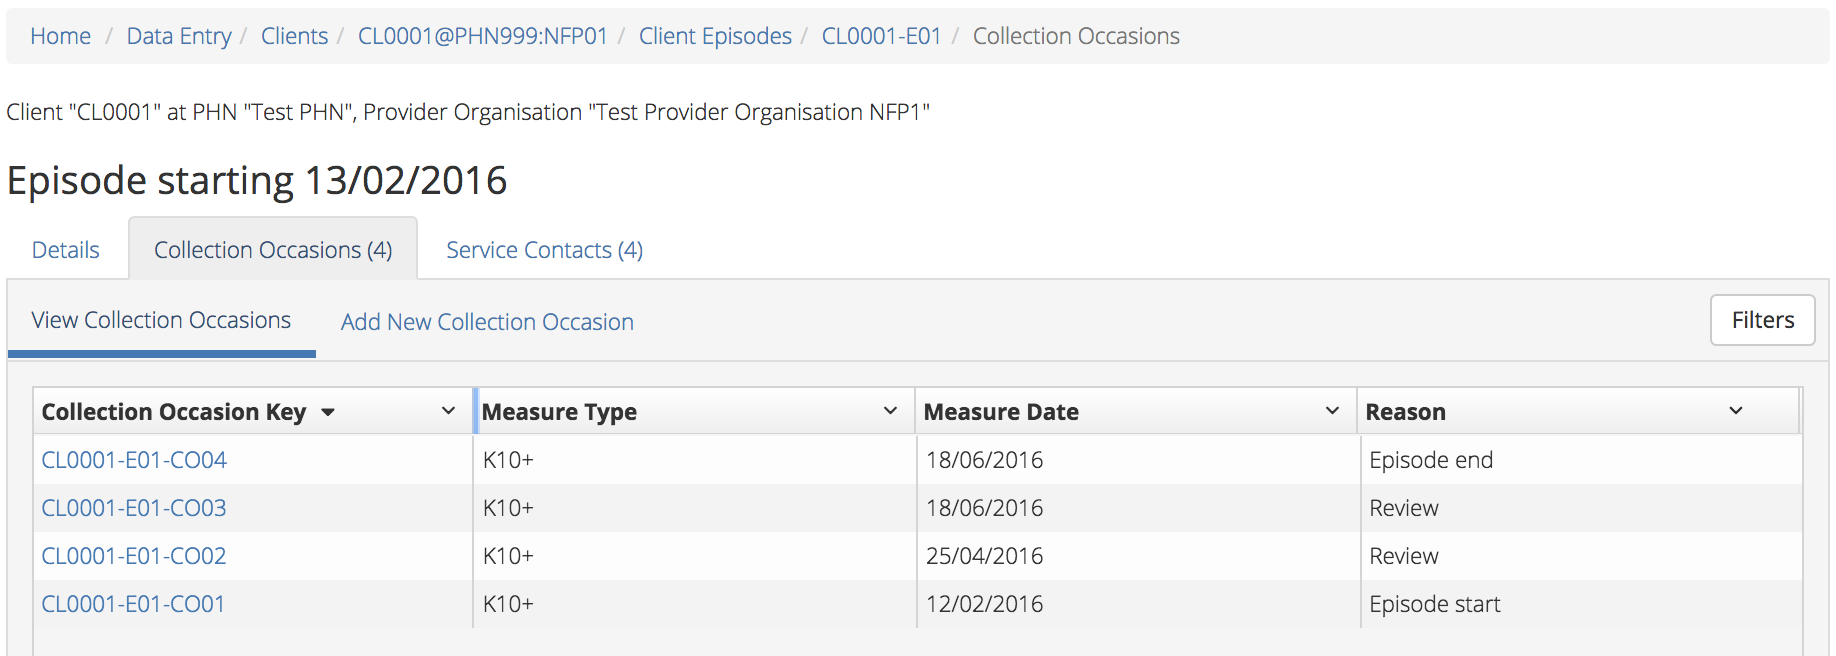 Home / Data Entry / Clients / CL0001@PHN999:NFP01 / Client Episodes / CL0001-E01 / Collection Occasions
Client "CL0001" at PHN "Test PHN", Provider Organisation "Test Provider Organisation NFP1"
Episode starting 13/02/2016
Details Collection Occasions (4) Service Contacts (4)
View Collection Occasions Add New Collection Occasion Filters
Collection Occasion Key Measure Type Measure Date Reason
CL0001-E01-CO04 K10+ 18/06/2016 Episode end
CL0001-E01-CO03 K10+ 18/06/2016 Review
CL0001-E01-CO02 K10+ 25/04/2016 Review
CL0001-E01-CO01 K10+ 12/02/2016 Episode start